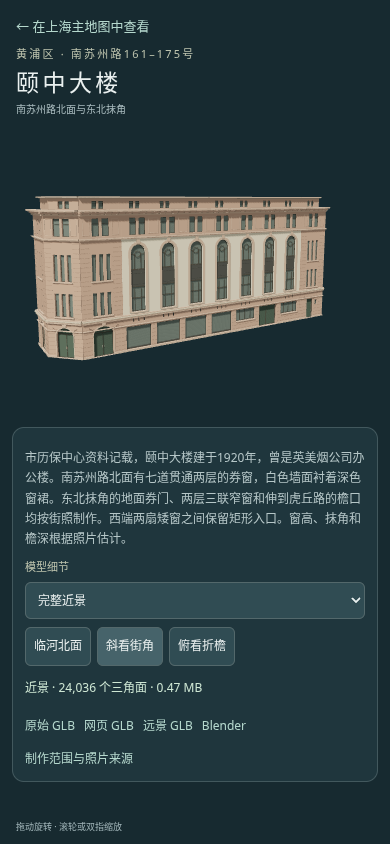 ← 在上海主地图中查看
黄浦区 · 南苏州路161–175号
颐中大楼
南苏州路北面与东北抹角
市历保中心资料记载，颐中大楼建于1920年，曾是英美烟公司办
公楼。南苏州路北面有七道贯通两层的券窗，白色墙面衬着深色
窗裙。东北抹角的地面券门、两层三联窄窗和伸到虎丘路的檐口
均按街照制作。西端两扇矮窗之间保留矩形入口。窗高、抹角和
檐深根据照片估计。
模型细节
完整近景
临河北面 斜看街角 俯看折檐
近景 · 24,036 个三角面 · 0.47 MB
原始 GLB 网页 GLB 远景 GLB Blender
制作范围与照片来源
拖动旋转 · 滚轮或双指缩放